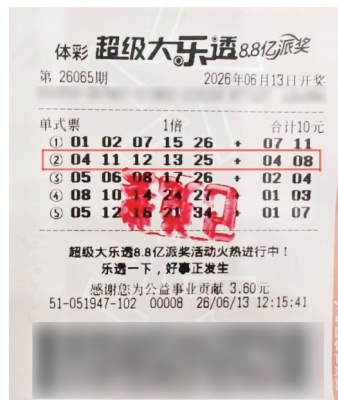 体彩 超级大乐透8.8亿派奖
第 26065期 2026年06月13日开奖
单式票 1倍 合计10元
① 01 02 07 15 26 + 07 11
② 04 11 12 13 25 + 04 08
③ 05 06 08 17 26 + 02 04
④ 08 10 14 24 27 + 01 03
⑤ 05 12 16 21 34 + 01 07
超级大乐透8.8亿派奖活动火热进行中！
乐透一下，好事正发生
感谢您为公益事业贡献 3.60元
51-051947-102 00008 26/06/13 12:15:41